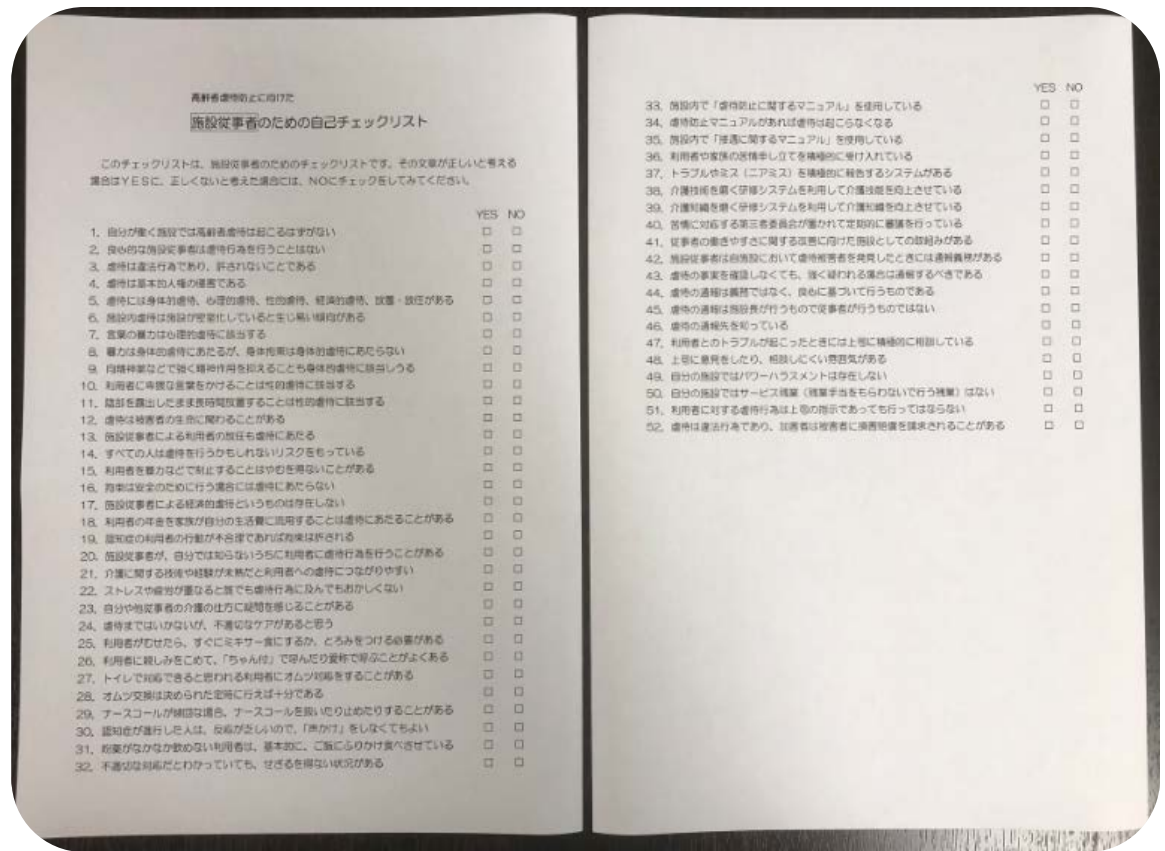 高齢者虐待防止に向けた
施設従事者のための自己チェックリスト
このチェックリストは、施設従事者のためのチェックリストです。その文章が正しいと考える
場合はYESに、正しくないと考えた場合には、NOにチェックをしてみてください。
YES NO
1. 自分が働く施設では高齢者虐待は起こるはずがない □ □
2. 良心的な施設従事者は虐待行為を行うことはない □ □
3. 虐待は違法行為であり、許されないことである □ □
4. 虐待は基本的人権の侵害である □ □
5. 虐待には身体的虐待、心理的虐待、性的虐待、経済的虐待、放置・放任がある □ □
6. 施設内虐待は施設が密室化していると生じ易い傾向がある □ □
7. 言葉の暴力は心理的虐待に該当する □ □
8. 暴力は身体的虐待にあたるが、身体拘束は身体的虐待にあたらない □ □
9. 向精神薬などで強く精神作用を抑えることも身体的虐待に該当しうる □ □
10. 利用者に卑猥な言葉をかけることは性的虐待に該当する □ □
11. 陰部を露出したまま長時間放置することは性的虐待に該当する □ □
12. 虐待は被害者の生命に関わることがある □ □
13. 施設従事者による利用者の放任も虐待にあたる □ □
14. すべての人は虐待を行うかもしれないリスクをもっている □ □
15. 利用者を暴力などで制止することはやむを得ないことがある □ □
16. 拘束は安全のために行う場合には虐待にあたらない □ □
17. 施設従事者による経済的虐待というものは存在しない □ □
18. 利用者の年金を家族が自分の生活費に流用することは虐待にあたることがある □ □
19. 認知症の利用者の行動が不合理であれば拘束は許される □ □
20. 施設従事者が、自分では知らないうちに利用者に虐待行為を行うことがある □ □
21. 介護に関する技術や経験が未熟だと利用者への虐待につながりやすい □ □
22. ストレスや疲労が重なると誰でも虐待行為に及んでもおかしくない □ □
23. 自分や他従事者の介護の仕方に疑問を感じることがある □ □
24. 虐待まではいかないが、不適切なケアがあると思う □ □
25. 利用者がむせたら、すぐにミキサー食にするか、とろみをつける必要がある □ □
26. 利用者に親しみをこめて、「ちゃん付」で呼んだり愛称で呼ぶことがよくある □ □
27. トイレで対応できると思われる利用者にオムツ対応をすることがある □ □
28. オムツ交換は決められた定時に行えば十分である □ □
29. ナースコールが頻回な場合、ナースコールを抜いたり止めたりすることがある □ □
30. 認知症が進行した人は、反応が乏しいので、「声かけ」をしなくてもよい □ □
31. 粉薬がなかなか飲めない利用者は、基本的に、ご飯にふりかけ食べさせている □ □
32. 不適切な対応だとわかっていても、せざるを得ない状況がある □ □
YES NO
33. 施設内で「虐待防止に関するマニュアル」を使用している □ □
34. 虐待防止マニュアルがあれば虐待は起こらなくなる □ □
35. 施設内で「接遇に関するマニュアル」を使用している □ □
36. 利用者や家族の苦情申し立てを積極的に受け入れている □ □
37. トラブルやミス（ニアミス）を積極的に報告するシステムがある □ □
38. 介護技術を磨く研修システムを利用して介護技能を向上させている □ □
39. 介護知識を磨く研修システムを利用して介護知識を向上させている □ □
40. 苦情に対応する第三者委員会が置かれて定期的に審議を行っている □ □
41. 従事者の働きやすさに関する改善に向けた施設としての取組みがある □ □
42. 施設従事者は自施設において虐待被害者を発見したときには通報義務がある □ □
43. 虐待の事実を確認しなくても、強く疑われる場合は通報するべきである □ □
44. 虐待の通報は義務ではなく、良心に基づいて行うものである □ □
45. 虐待の通報は施設長が行うもので従事者が行うものではない □ □
46. 虐待の通報先を知っている □ □
47. 利用者とのトラブルが起こったときには上司に積極的に相談している □ □
48. 上司に意見をしたり、相談しにくい雰囲気がある □ □
49. 自分の施設ではパワーハラスメントは存在しない □ □
50. 自分の施設ではサービス残業（残業手当をもらわないで行う残業）はない □ □
51. 利用者に対する虐待行為は上司の指示であっても行ってはならない □ □
52. 虐待は違法行為であり、加害者は被害者に損害賠償を請求されることがある □ □